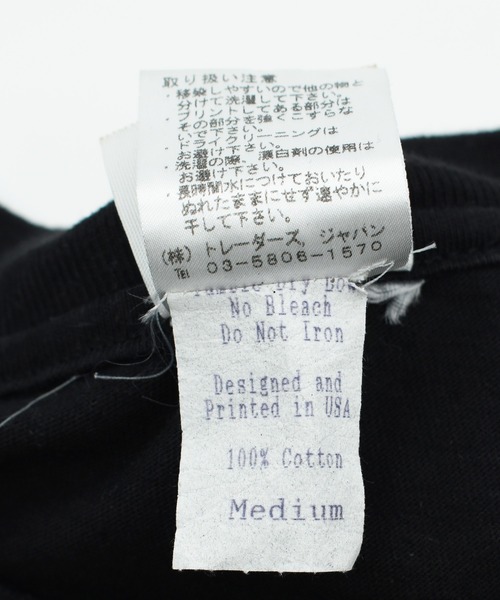 取り扱い注意
・移染しやすいので他の物と
分けて洗濯して下さい。
・プリントしてある部分は
その部分を強くこすらな
いで下さい。
・ドライクリーニングは
お避け下さい。
・洗濯の際、漂白剤の使用は
お避け下さい。
・長時間水につけておいたり
ぬれたままにせず速やかに
干して下さい。
(株) トレーダース、ジャパン
TEL 03-5806-1570
Tumble Dry
No Bleach
Do Not Iron
Designed and
Printed in USA
100% Cotton
Medium